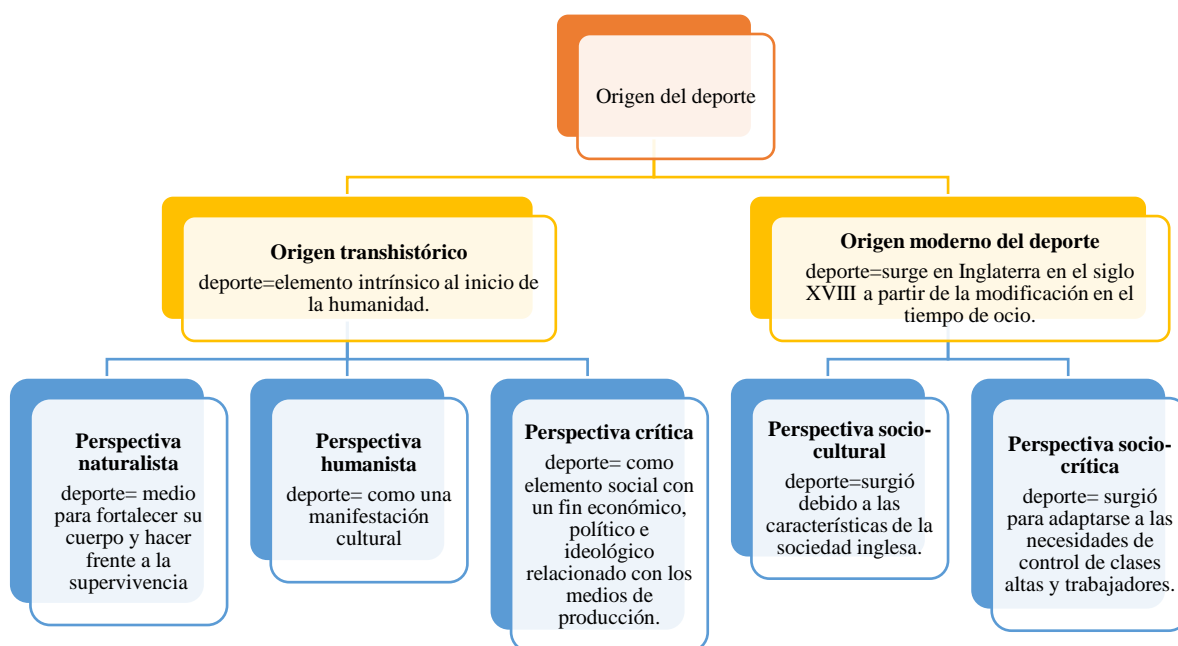 Origen del deporte
Origen transhistórico
deporte=elemento intrínsico al inicio de
la humanidad.
Origen moderno del deporte
deporte=surge en Inglaterra en el siglo
XVIII a partir de la modificación en el
tiempo de ocio.
Perspectiva
naturalista
deporte= medio
para fortalecer su
cuerpo y hacer
frente a la
supervivencia
Perspectiva
humanista
deporte= como una
manifestación
cultural
Perspectiva crítica
deporte= como
elemento social con
un fin económico,
político e
ideológico
relacionado con los
medios de
producción.
Perspectiva socio-
cultural
deporte=surgió
debido a las
características de la
sociedad inglesa.
Perspectiva socio-
crítica
deporte= surgió
para adaptarse a las
necesidades de
control de clases
altas y trabajadores.